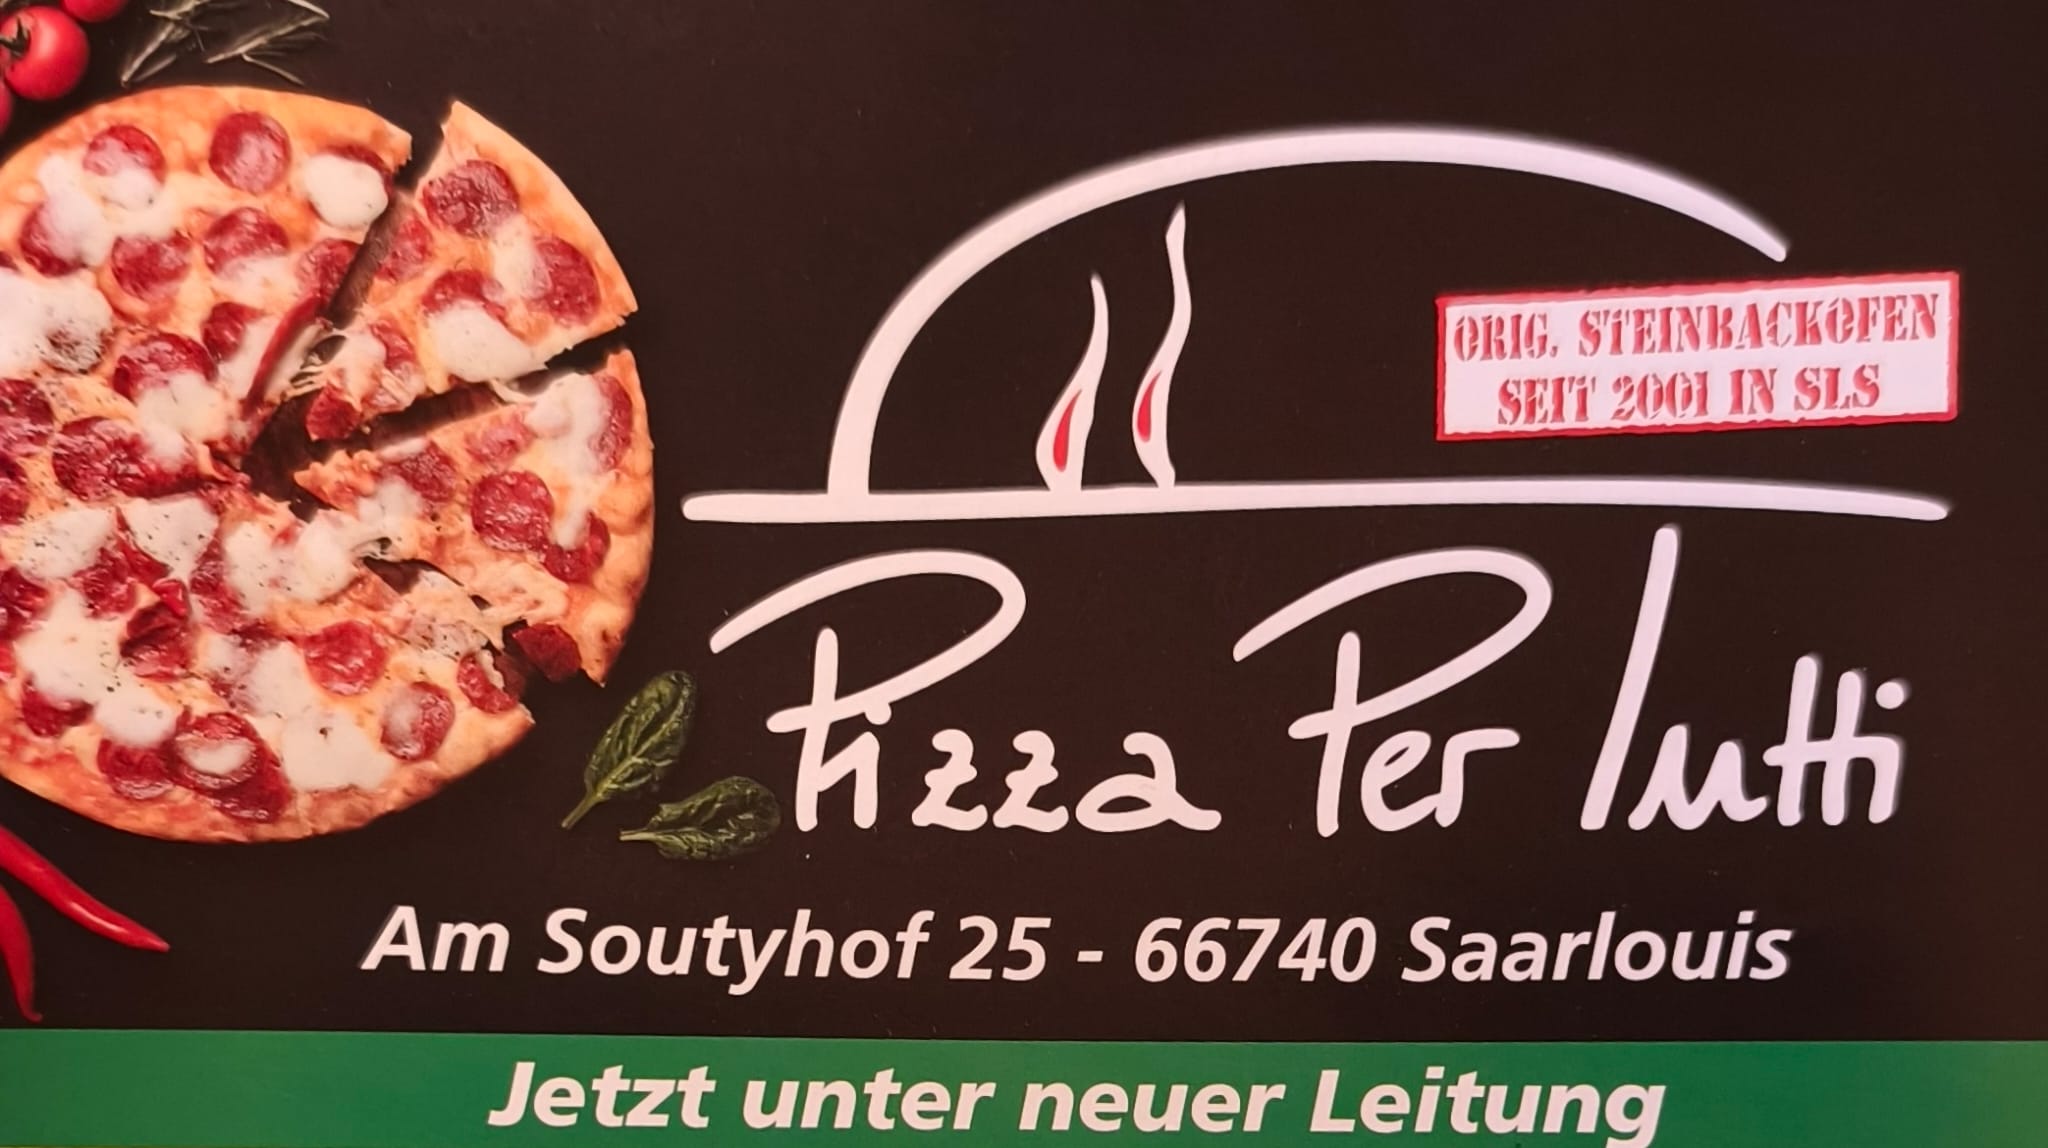 ORIG. STEINBACKOFEN
SEIT 2001 IN SLS
Pizza Per Tutti
Am Soutyhof 25 - 66740 Saarlouis
Jetzt unter neuer Leitung